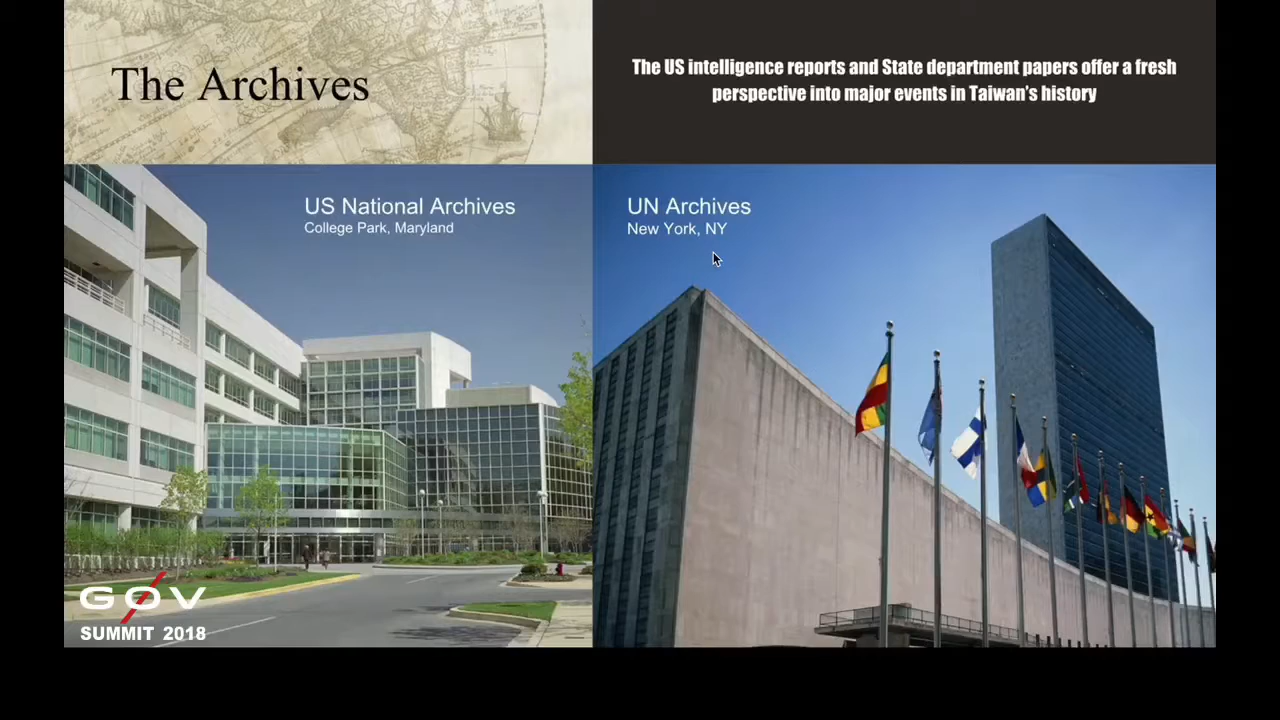 The Archives
The US intelligence reports and State department papers offer a fresh
perspective into major events in Taiwan's history
US National Archives
College Park, Maryland
UN Archives
New York, NY
GOV
SUMMIT 2018